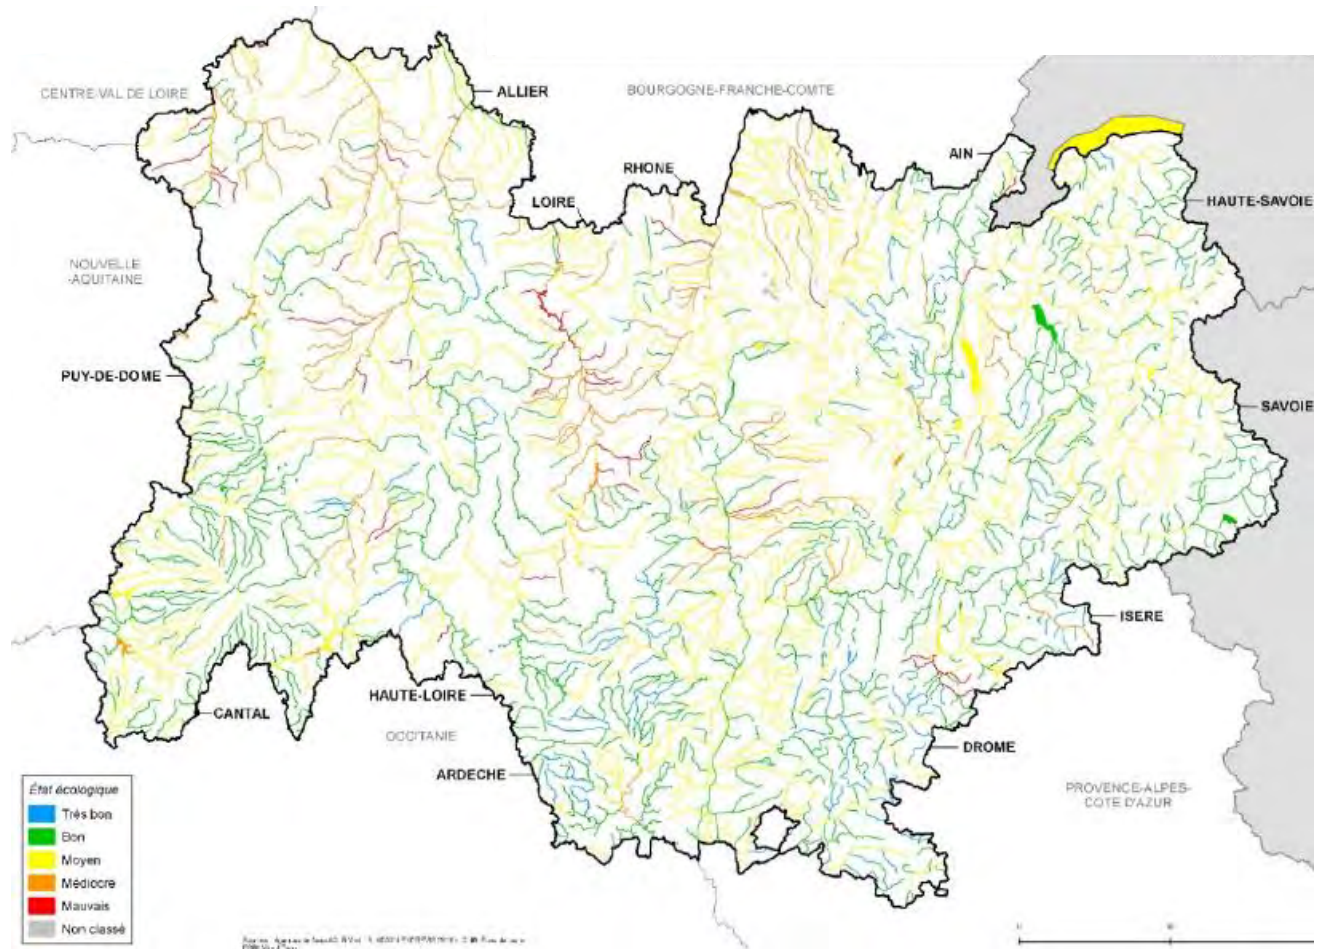 CENTRE-VAL DE LOIRE
ALLIER
BOURGOGNE-FRANCHE-COMTE
AIN
RHONE
LOIRE
HAUTE-SAVOIE
NOUVELLE
-AQUITAINE
PUY-DE-DOME
SAVOIE
ISERE
HAUTE-LOIRE
CANTAL
OCCITANIE
DROME
ARDECHE
PROVENCE-ALPES-
COTE D'AZUR
État écologique
Très bon
Bon
Moyen
Médiocre
Mauvais
Non classé